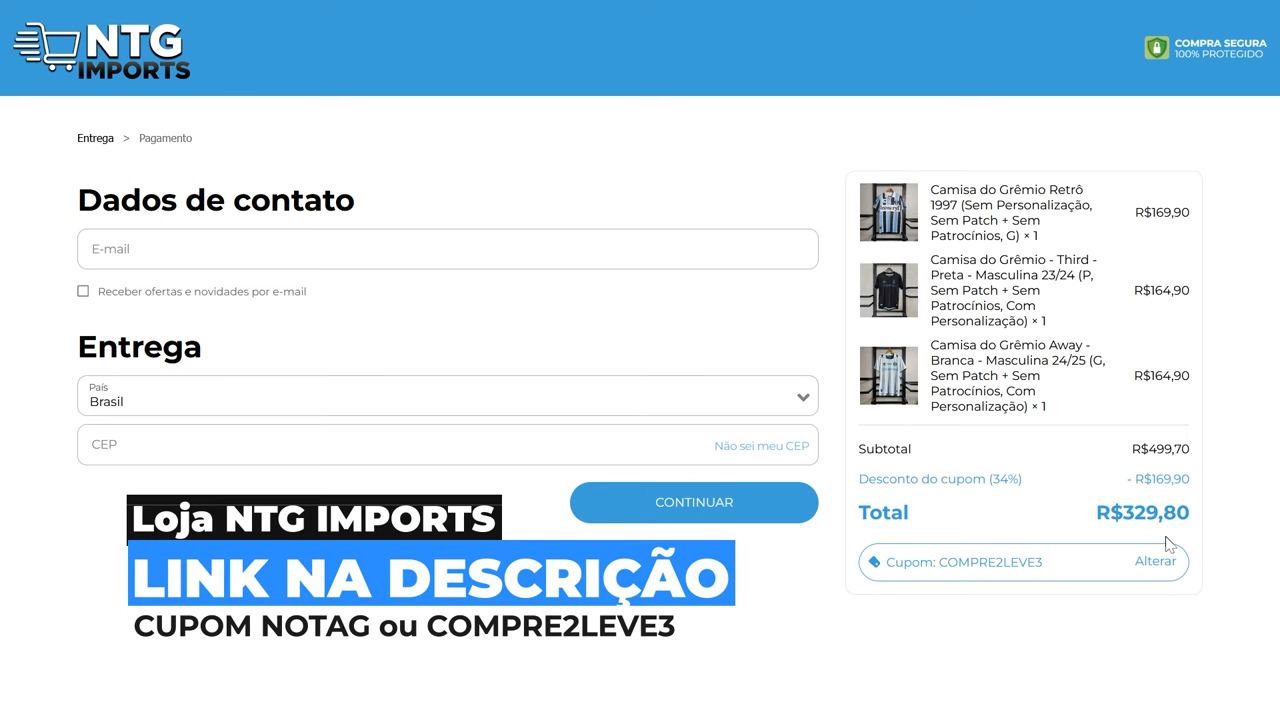 NTG
IMPORTS
COMPRA SEGURA
100% PROTEGIDO
Entrega > Pagamento
Dados de contato
E-mail
Receber ofertas e novidades por e-mail
Entrega
País
Brasil
CEP
Não sei meu CEP
CONTINUAR
Loja NTG IMPORTS
LINK NA DESCRIÇÃO
CUPOM NOTAG ou COMPRE2LEVE3
Camisa do Grêmio Retrô
1997 (Sem Personalização,
Sem Patch + Sem
Patrocínios, G) × 1
R$169,90
Camisa do Grêmio - Third -
Preta - Masculina 23/24 (P,
Sem Patch + Sem
Patrocínios, Com
Personalização) × 1
R$164,90
Camisa do Grêmio Away -
Branca - Masculina 24/25 (G,
Sem Patch + Sem
Patrocínios, Com
Personalização) × 1
R$164,90
Subtotal R$499,70
Desconto do cupom (34%) - R$169,90
Total R$329,80
Cupom: COMPRE2LEVE3 Alterar